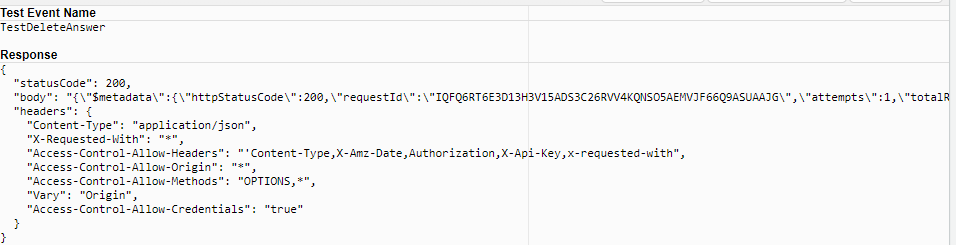 Test Event Name
TestDeleteAnswer
Response
{
"statusCode": 200,
"body": "{\"$metadata\":{\"httpStatusCode\":200,\"requestId\":\"IQFQ6RT6E3D13H3V15ADS3C26RVV4KQNSO5AEMVJF66Q9ASUAAJG\",\"attempts\":1,\"totalR
"headers": {
"Content-Type": "application/json",
"X-Requested-With": "*",
"Access-Control-Allow-Headers": "'Content-Type,X-Amz-Date,Authorization,X-Api-Key,x-requested-with",
"Access-Control-Allow-Origin": "*",
"Access-Control-Allow-Methods": "OPTIONS,*",
"Vary": "Origin",
"Access-Control-Allow-Credentials": "true"
}
}